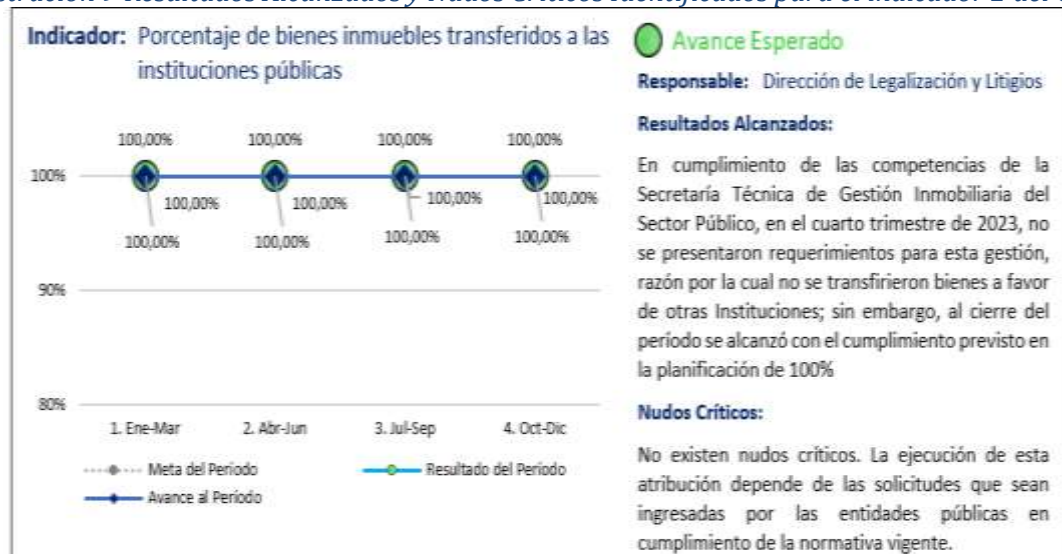 Indicador: Porcentaje de bienes inmuebles transferidos a las
instituciones públicas
100,00% 100,00% 100,00% 100,00%
100%
100,00% 100,00% 100,00% 100,00%
100,00% 100,00% 100,00% 100,00%
90%
80%
1. Ene-Mar 2. Abr-Jun 3. Jul-Sep 4. Oct-Dic
Meta del Periodo Resultado del Periodo
Avance al Periodo
Avance Esperado
Responsable: Dirección de Legalización y Litigios
Resultados Alcanzados:
En cumplimiento de las competencias de la
Secretaría Técnica de Gestión Inmobiliaria del
Sector Público, en el cuarto trimestre de 2023, no
se presentaron requerimientos para esta gestión,
razón por la cual no se transfirieron bienes a favor
de otras Instituciones; sin embargo, al cierre del
período se alcanzó con el cumplimiento previsto en
la planificación de 100%
Nudos Críticos:
No existen nudos críticos. La ejecución de esta
atribución depende de las solicitudes que sean
ingresadas por las entidades públicas en
cumplimiento de la normativa vigente.